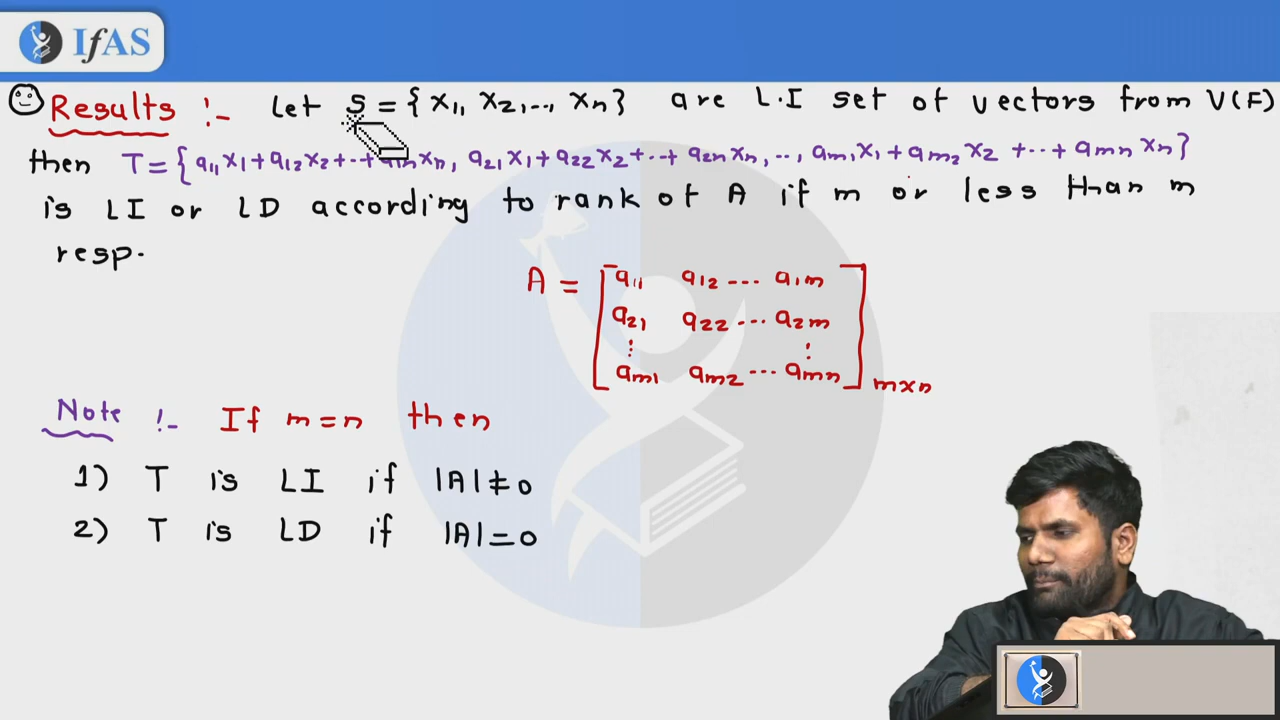 IfAS
Results :- Let S = {x₁, x₂, .., xₙ} are L.I set of vectors from V(F)
then T = {a₁₁x₁+a₁₂x₂+..+a₁ₙxₙ, a₂₁x₁+a₂₂x₂+..+a₂ₙxₙ, .., aₘ₁x₁+aₘ₂x₂+..+aₘₙxₙ}
is LI or LD according to rank of A if m or less than m
resp.
A = [a₁₁ a₁₂ ... a₁ₘ
a₂₁ a₂₂ ... a₂ₘ
⋮ ⋮
aₘ₁ aₘ₂ ... aₘₙ] m×n
Note :- If m=n then
1) T is LI if |A|≠0
2) T is LD if |A|=0